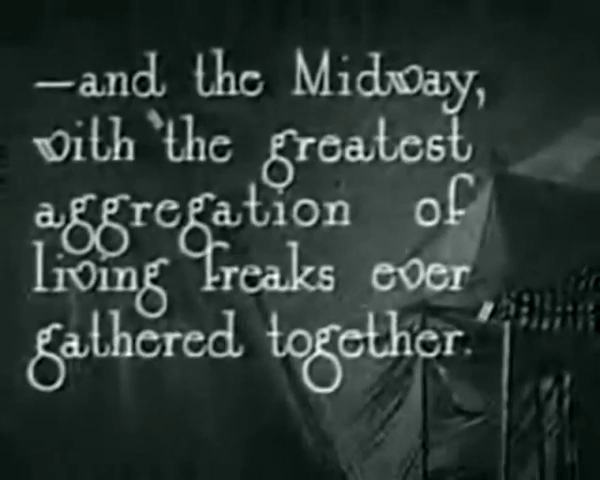 —and the Midway,
with the greatest
aggregation of
living freaks ever
gathered together.